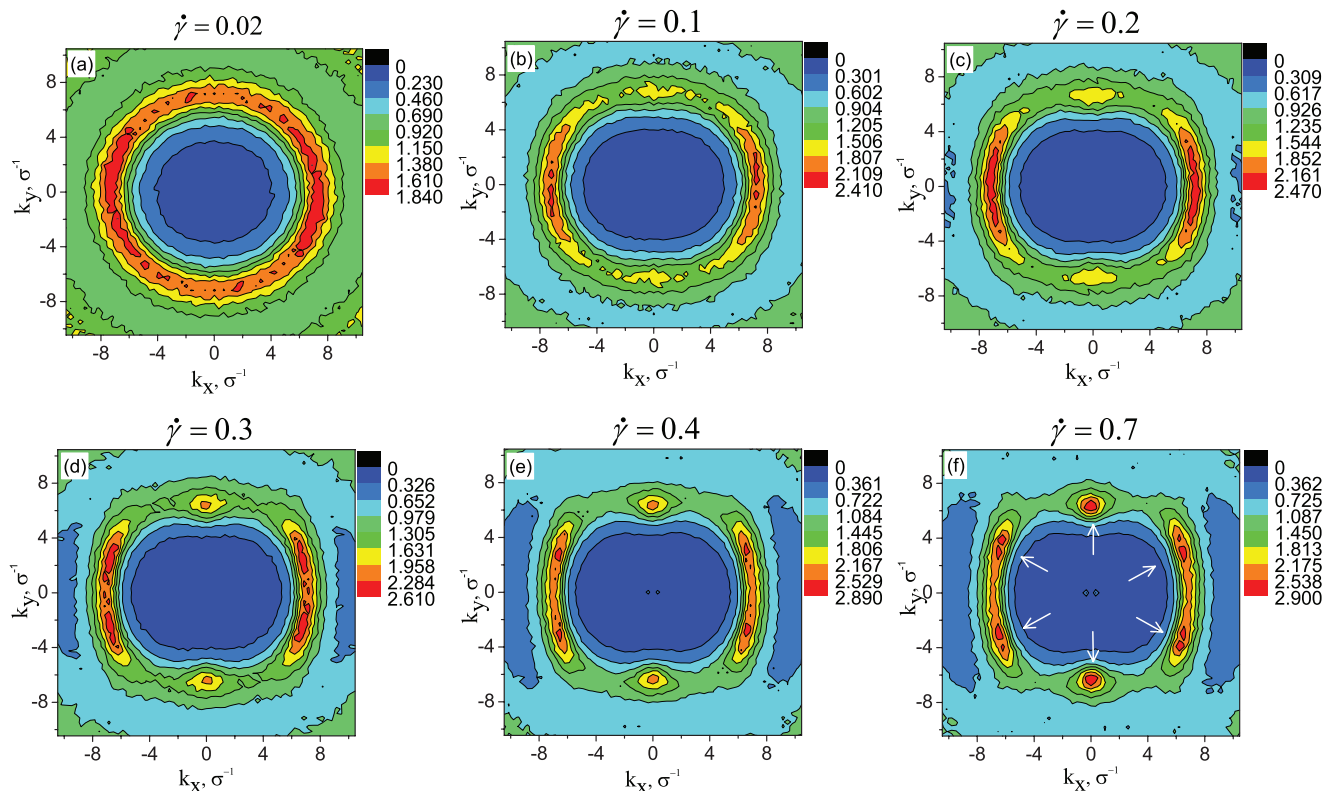 γ̇ = 0.02
γ̇ = 0.1
γ̇ = 0.2
(a)
0
0.230
0.460
0.690
0.920
1.150
1.380
1.610
1.840
8
4
0
-4
-8
k_y, σ⁻¹
-8 -4 0 4 8
k_x, σ⁻¹
(b)
0
0.301
0.602
0.904
1.205
1.506
1.807
2.109
2.410
8
4
0
-4
-8
k_y, σ⁻¹
-8 -4 0 4 8
k_x, σ⁻¹
(c)
0
0.309
0.617
0.926
1.235
1.544
1.852
2.161
2.470
8
4
0
-4
-8
k_y, σ⁻¹
-8 -4 0 4 8
k_x, σ⁻¹
γ̇ = 0.3
γ̇ = 0.4
γ̇ = 0.7
(d)
0
0.326
0.652
0.979
1.305
1.631
1.958
2.284
2.610
8
4
0
-4
-8
k_y, σ⁻¹
-8 -4 0 4 8
k_x, σ⁻¹
(e)
0
0.361
0.722
1.084
1.445
1.806
2.167
2.529
2.890
8
4
0
-4
-8
k_y, σ⁻¹
-8 -4 0 4 8
k_x, σ⁻¹
(f)
0
0.362
0.725
1.087
1.450
1.813
2.175
2.538
2.900
8
4
0
-4
-8
k_y, σ⁻¹
-8 -4 0 4 8
k_x, σ⁻¹